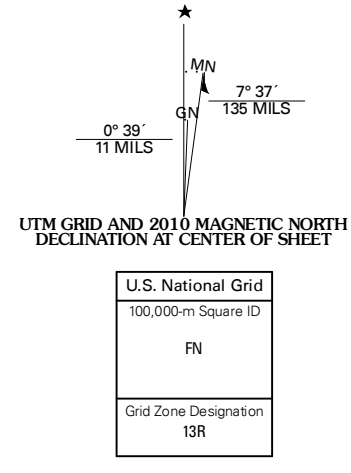 MN
GN
7° 37´
135 MILS
0° 39´
11 MILS
UTM GRID AND 2010 MAGNETIC NORTH
DECLINATION AT CENTER OF SHEET
U.S. National Grid
100,000-m Square ID
FN
Grid Zone Designation
13R